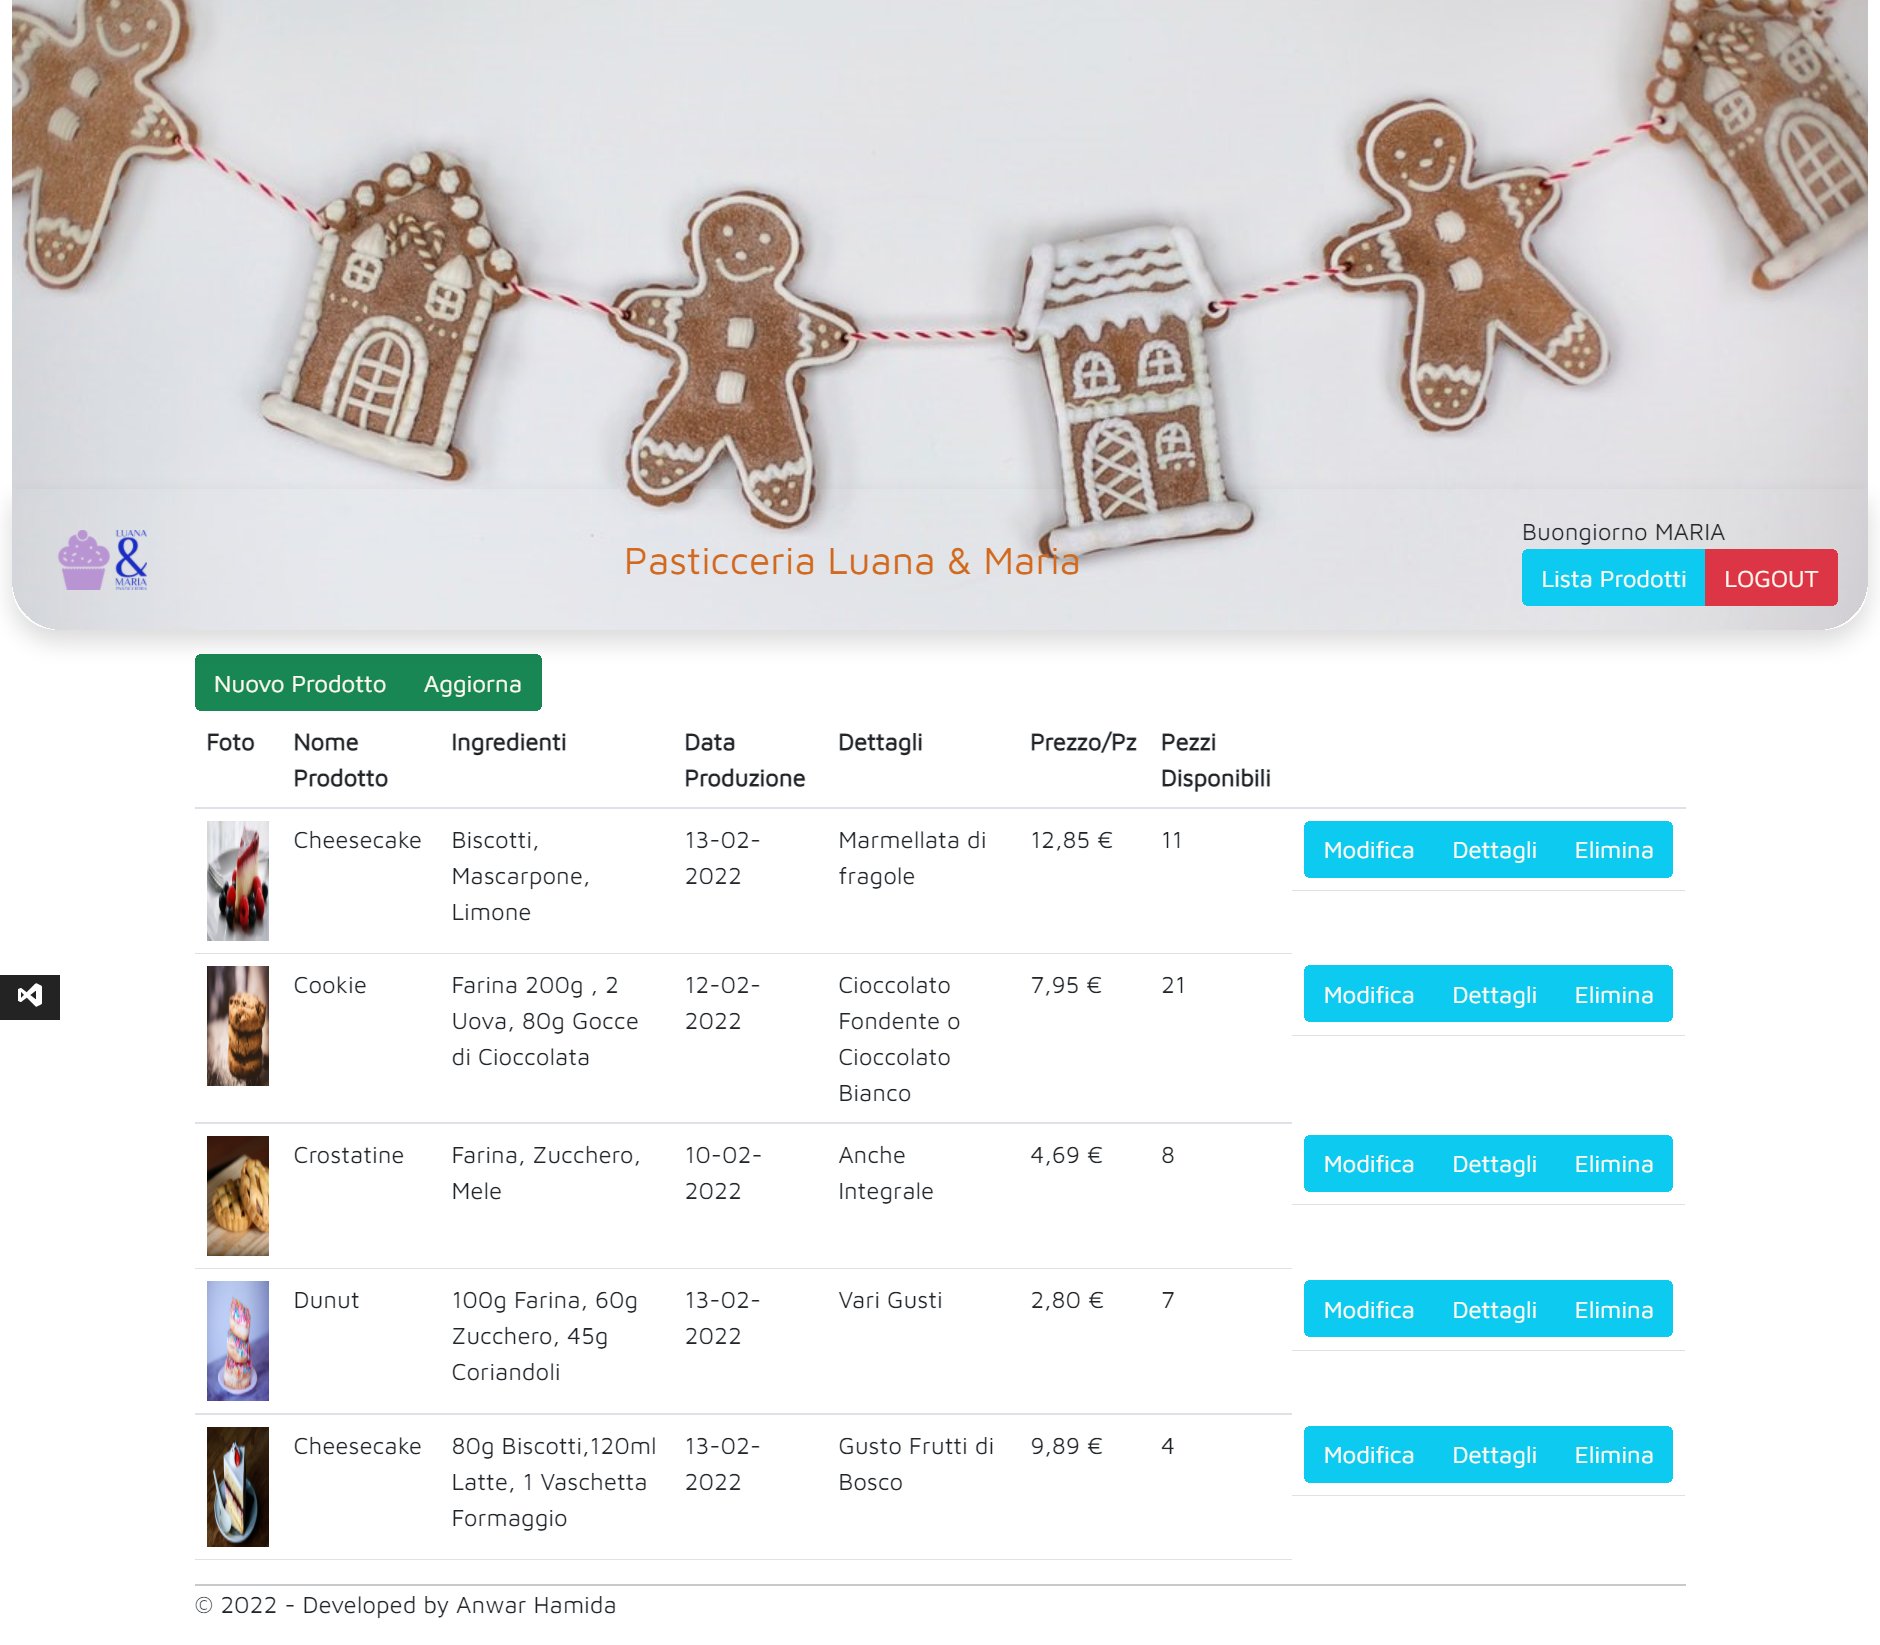 LUANA
&
MARIA
Pasticceria Luana & Maria
Buongiorno MARIA
Lista Prodotti LOGOUT
Nuovo Prodotto Aggiorna
Foto Nome Ingredienti Data Dettagli Prezzo/Pz Pezzi
Prodotto Produzione Disponibili
Cheesecake Biscotti, 13-02- Marmellata di 12,85 € 11 Modifica Dettagli Elimina
Mascarpone, 2022 fragole
Limone
Cookie Farina 200g , 2 12-02- Cioccolato 7,95 € 21 Modifica Dettagli Elimina
Uova, 80g Gocce 2022 Fondente o
di Cioccolata Cioccolato
Bianco
Crostatine Farina, Zucchero, 10-02- Anche 4,69 € 8 Modifica Dettagli Elimina
Mele 2022 Integrale
Dunut 100g Farina, 60g 13-02- Vari Gusti 2,80 € 7 Modifica Dettagli Elimina
Zucchero, 45g 2022
Coriandoli
Cheesecake 80g Biscotti,120ml 13-02- Gusto Frutti di 9,89 € 4 Modifica Dettagli Elimina
Latte, 1 Vaschetta 2022 Bosco
Formaggio
© 2022 - Developed by Anwar Hamida